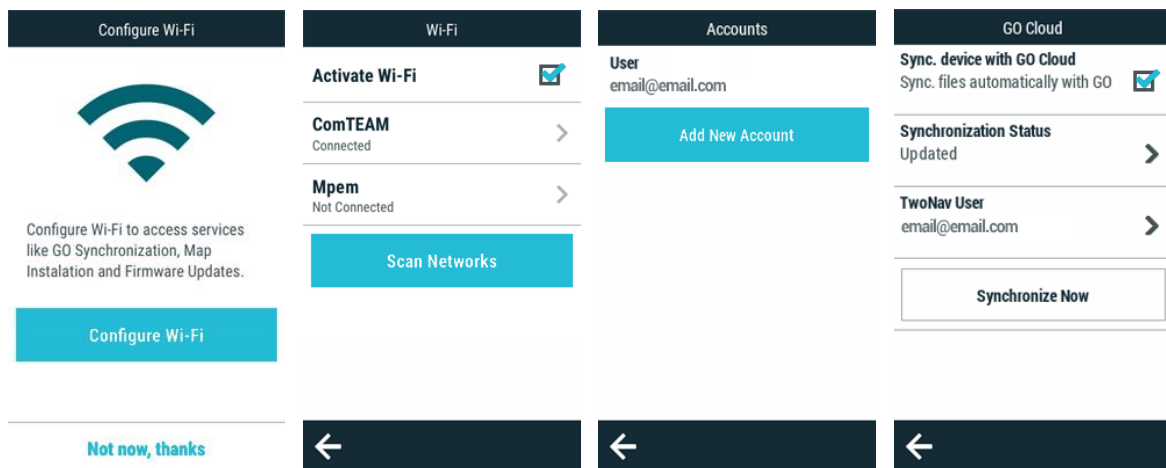 Configure Wi-Fi
Configure Wi-Fi to access services
like GO Synchronization, Map
Instalation and Firmware Updates.
Configure Wi-Fi
Not now, thanks
Wi-Fi
Activate Wi-Fi
ComTEAM
Connected
Mpem
Not Connected
Scan Networks
Accounts
User
email@email.com
Add New Account
GO Cloud
Sync. device with GO Cloud
Sync. files automatically with GO
Synchronization Status
Updated
TwoNav User
email@email.com
Synchronize Now